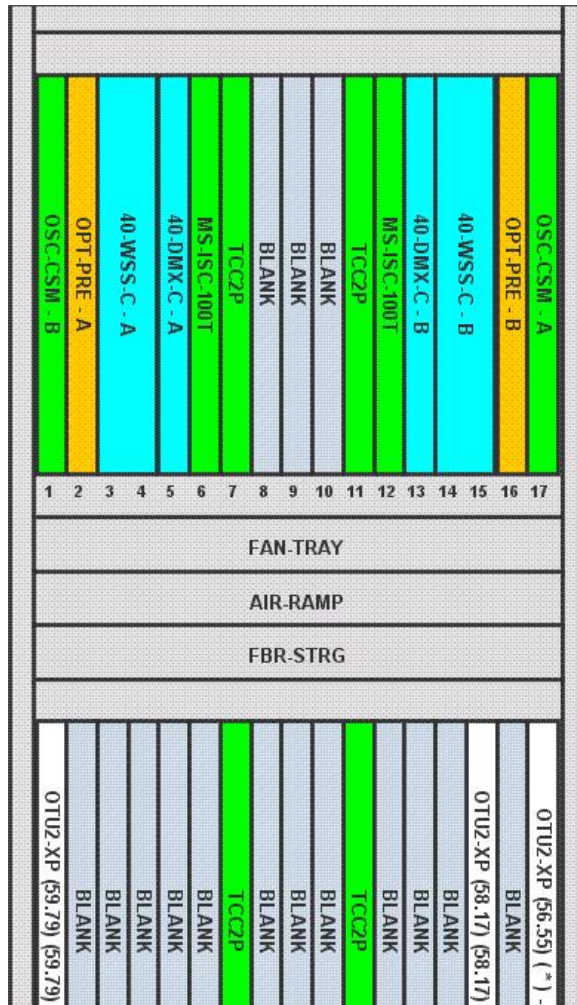 OSC-CSM - B
OPT-PRE - A
40-WSS-C - A
40-DMX-C - A
MS-ISC-100T
TCC2P
BLANK
BLANK
BLANK
TCC2P
MS-ISC-100T
40-DMX-C - B
40-WSS-C - B
OPT-PRE - B
OSC-CSM - A
1 2 3 4 5 6 7 8 9 10 11 12 13 14 15 16 17
FAN-TRAY
AIR-RAMP
FBR-STRG
OTU2-XP (59.79) (59.79)
BLANK
BLANK
BLANK
BLANK
BLANK
TCC2P
BLANK
BLANK
BLANK
TCC2P
BLANK
BLANK
BLANK
OTU2-XP (58.17) (58.17)
BLANK
OTU2-XP (56.55) (*) -